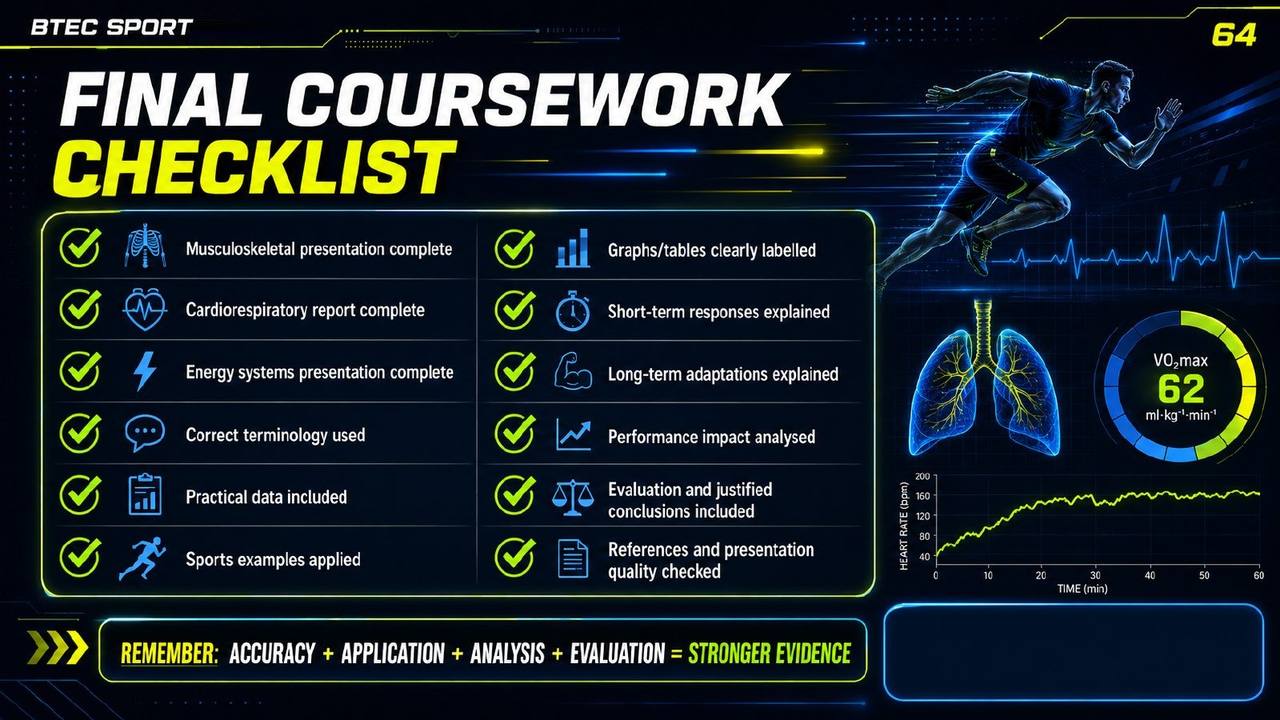 BTEC SPORT
64
FINAL COURSEWORK
CHECKLIST
Musculoskeletal presentation complete
Cardiorespiratory report complete
Energy systems presentation complete
Correct terminology used
Practical data included
Sports examples applied
Graphs/tables clearly labelled
Short-term responses explained
Long-term adaptations explained
Performance impact analysed
Evaluation and justified
conclusions included
References and presentation
quality checked
VO₂max
62
ml·kg⁻¹·min⁻¹
HEART RATE (bpm)
200
160
120
80
40
0 10 20 30 40 50 60
TIME (min)
REMEMBER: ACCURACY + APPLICATION + ANALYSIS + EVALUATION = STRONGER EVIDENCE